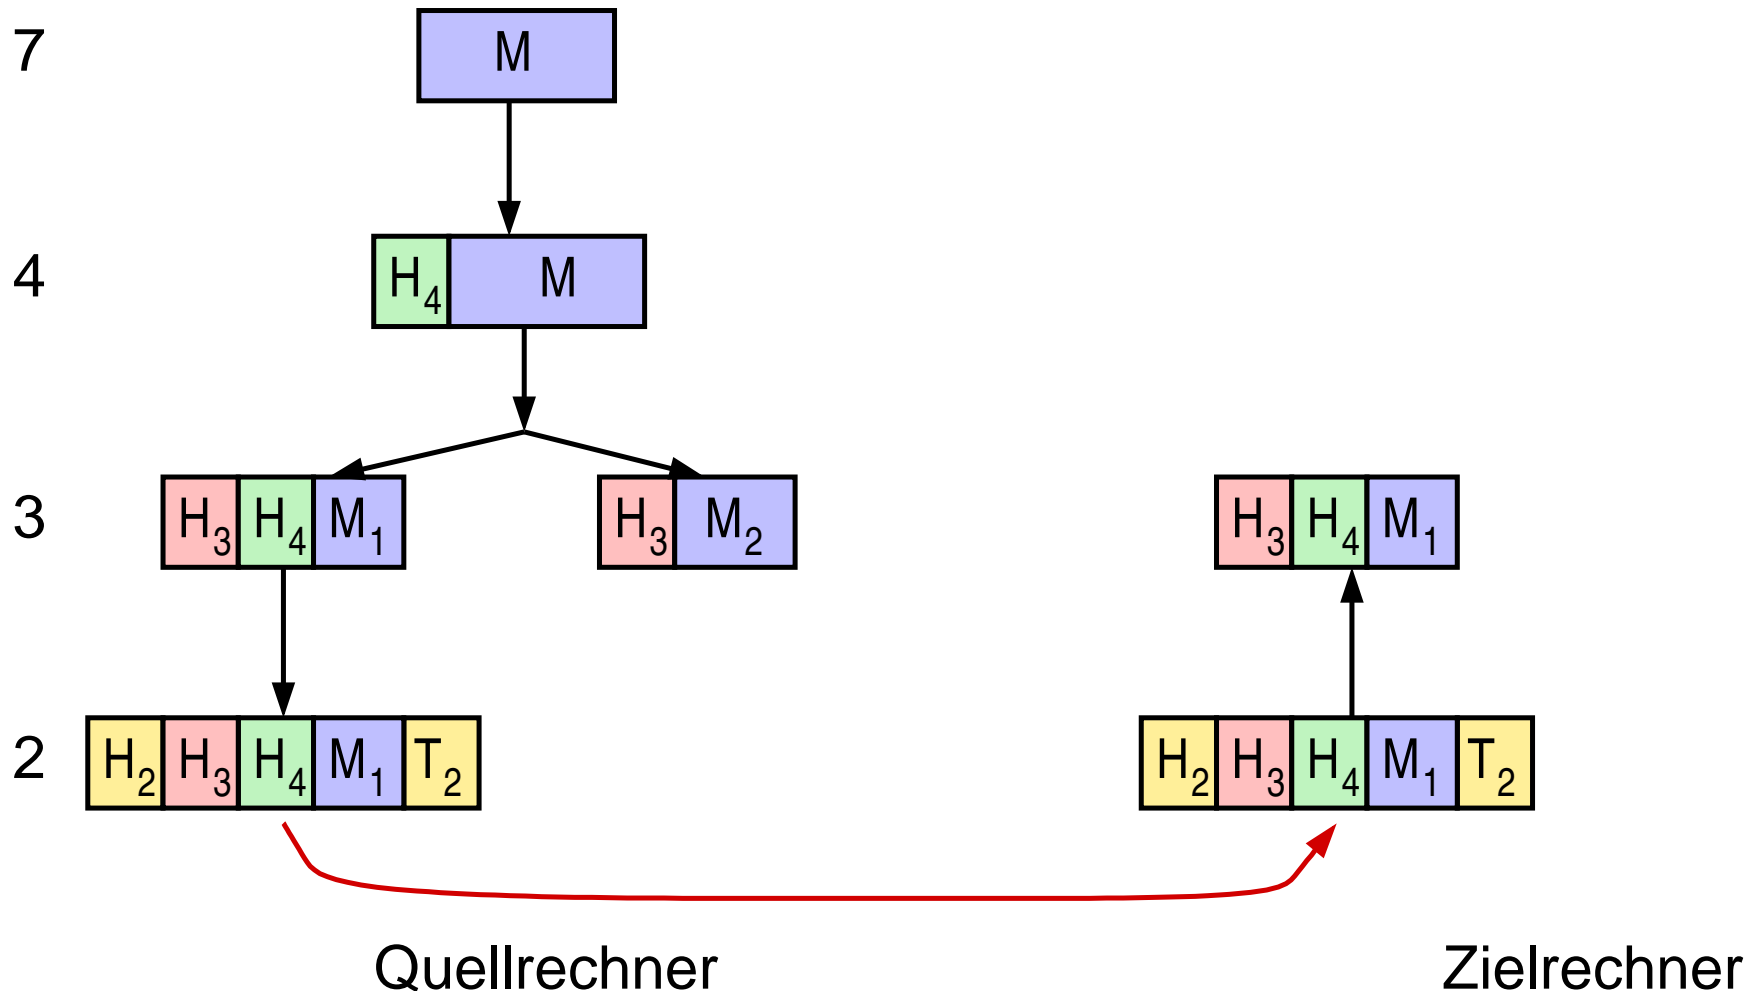 7 M
4 H4 M
3 H3 H4 M1 H3 M2 H3 H4 M1
2 H2 H3 H4 M1 T2 H2 H3 H4 M1 T2
Quellrechner Zielrechner